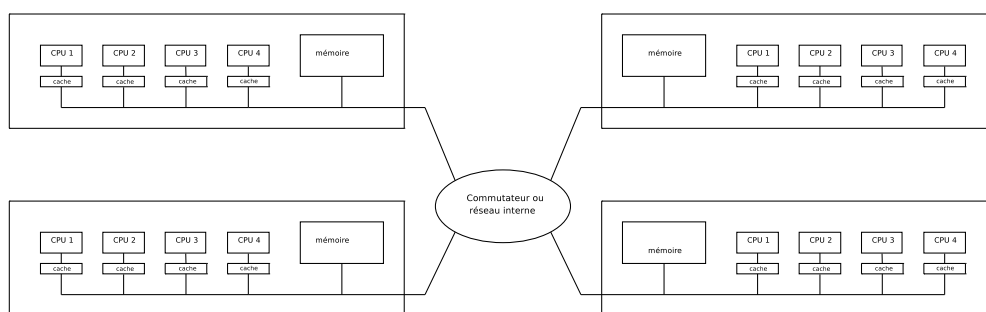 CPU 1 CPU 2 CPU 3 CPU 4 mémoire
cache cache cache cache
mémoire CPU 1 CPU 2 CPU 3 CPU 4
cache cache cache cache
Commutateur ou
réseau interne
CPU 1 CPU 2 CPU 3 CPU 4 mémoire
cache cache cache cache
CPU 1 CPU 2 CPU 3 CPU 4
mémoire
cache cache cache cache